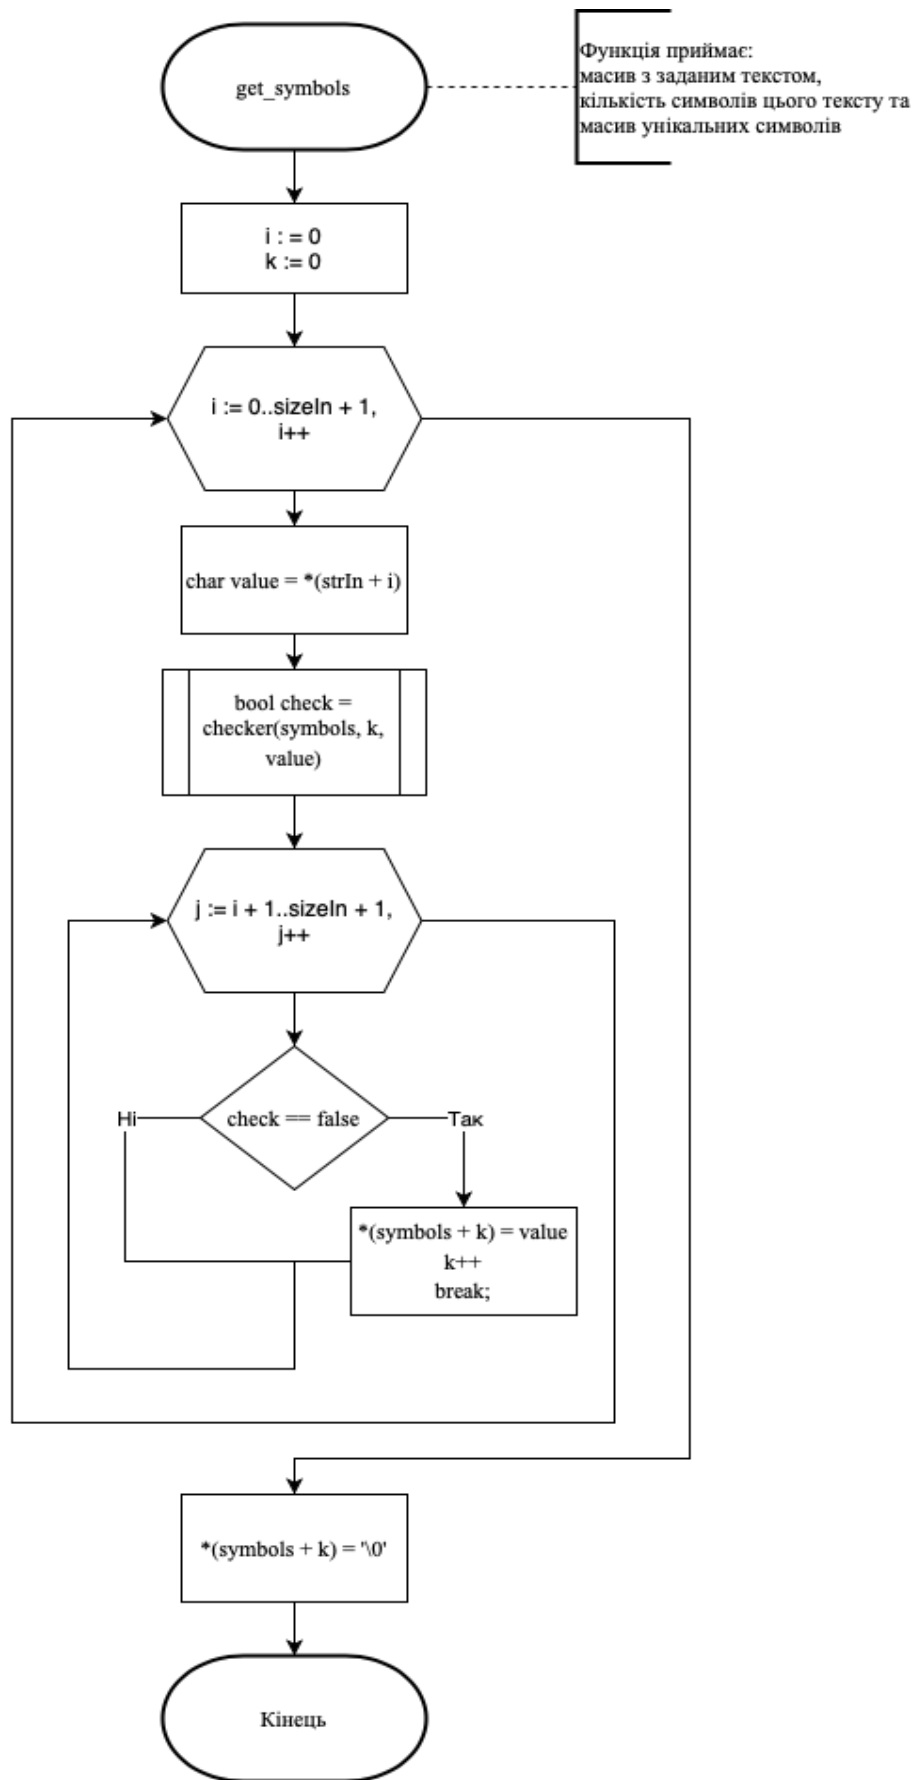 get_symbols
Функція приймає:
масив з заданим текстом,
кількість символів цього тексту та
масив унікальних символів
i : = 0
k := 0
i := 0..sizeIn + 1,
i++
char value = *(strIn + i)
bool check =
checker(symbols, k,
value)
j := i + 1..sizeIn + 1,
j++
Ні
check == false
Так
*(symbols + k) = value
k++
break;
*(symbols + k) = '\0'
Кінець